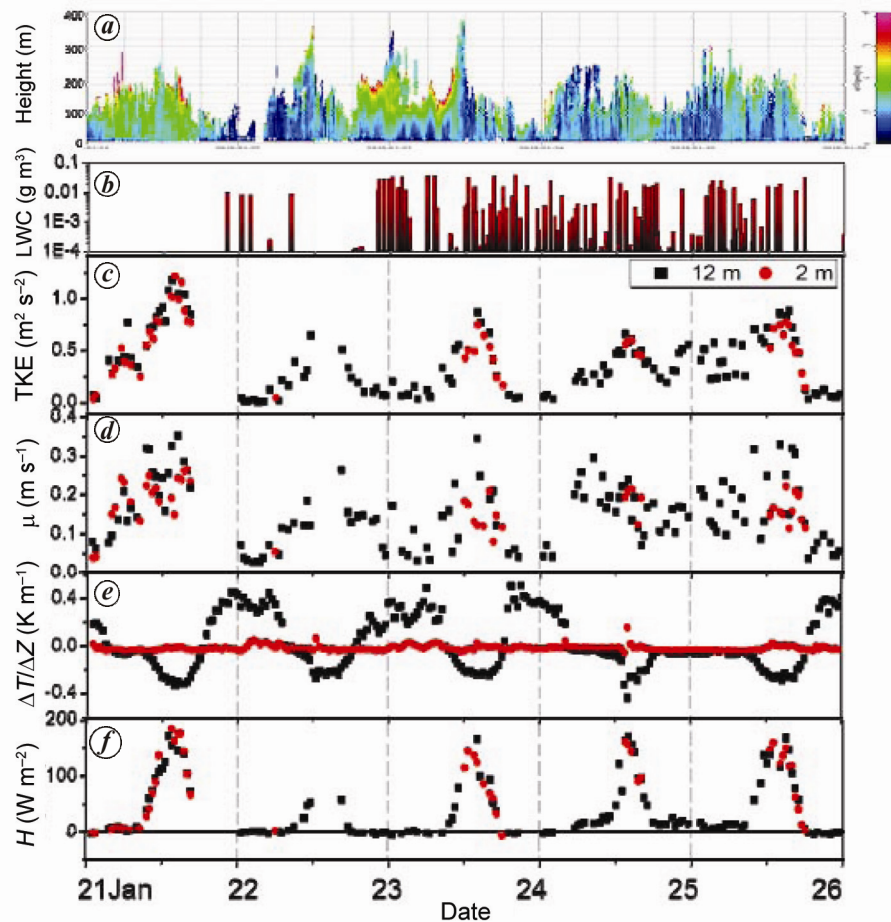 a
Height (m)
400
300
200
100
0
b
LWC (g m³)
0.1
0.01
1E-3
1E-4
c
12 m
2 m
TKE (m² s⁻²)
1.0
0.5
0.0
d
μ (m s⁻¹)
0.4
0.3
0.2
0.1
0.0
e
ΔT/ΔZ (K m⁻¹)
0.4
0.0
-0.4
f
H (W m⁻²)
200
100
0
21Jan 22 23 24 25 26
Date